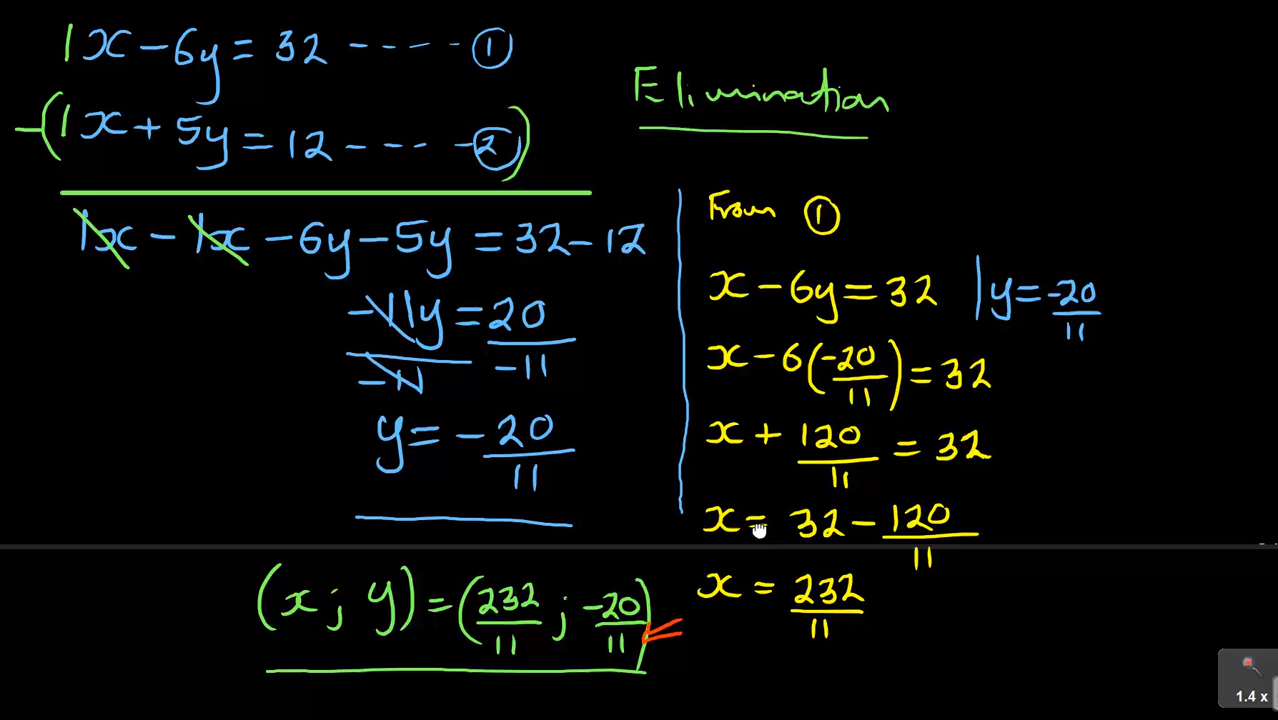 1x - 6y = 32 ----- ①
Elimination
-(1x + 5y = 12 ---- -②)
1x - 1x - 6y - 5y = 32 - 12
-11y/-11 = 20/-11
y = -20/11
From ①
x - 6y = 32 | y = -20/11
x - 6(-20/11) = 32
x + 120/11 = 32
x = 32 - 120/11
x = 232/11
(x ; y) = (232/11 ; -20/11)
1.4 x